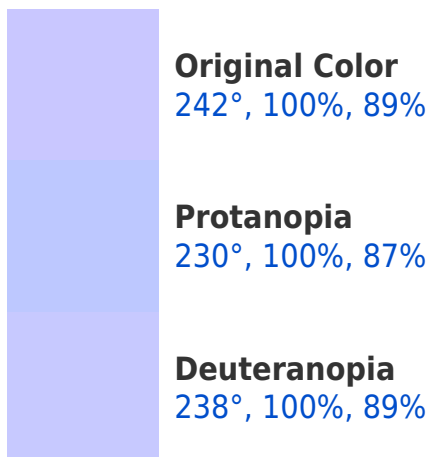 Original Color
242°, 100%, 89%
Protanopia
230°, 100%, 87%
Deuteranopia
238°, 100%, 89%